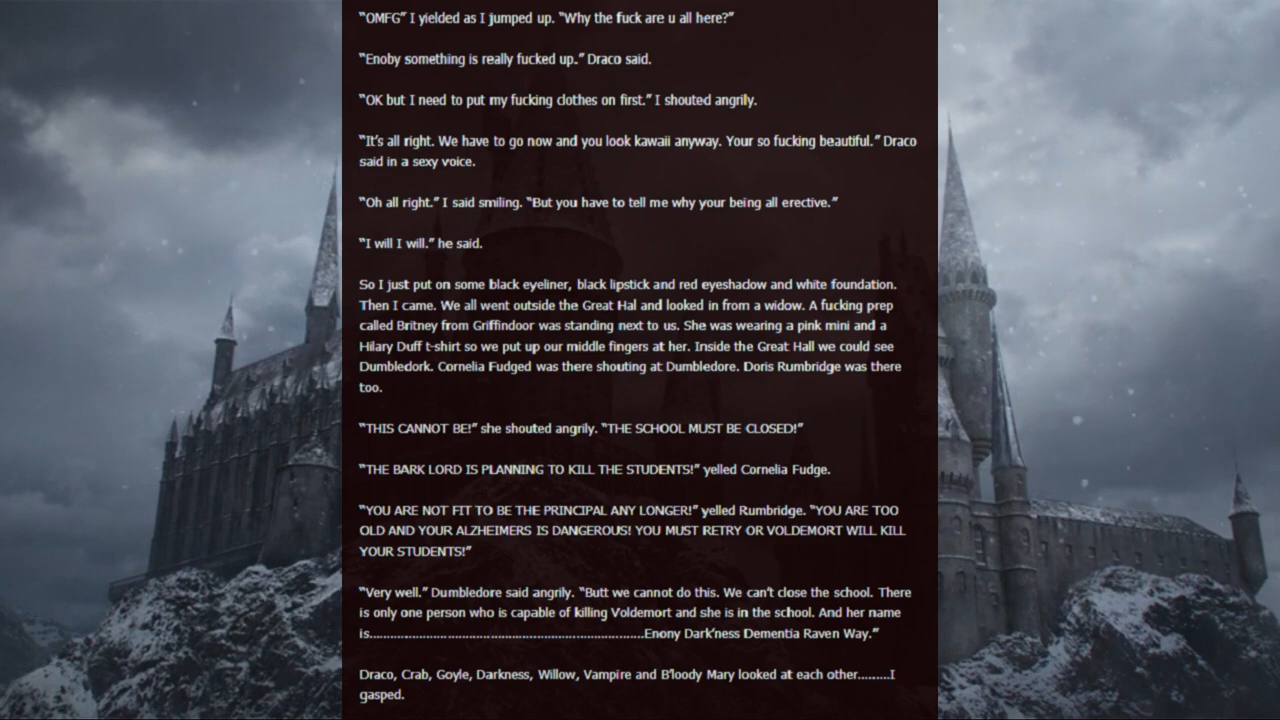 “OMFG” I yielded as I jumped up. “Why the fuck are u all here?”
“Enoby something is really fucked up.” Draco said.
“OK but I need to put my fucking clothes on first.” I shouted angrily.
“It’s all right. We have to go now and you look kawaii anyway. Your so fucking beautiful.” Draco
said in a sexy voice.
“Oh all right.” I said smiling. “But you have to tell me why your being all erective.”
“I will I will.” he said.
So I just put on some black eyeliner, black lipstick and red eyeshadow and white foundation.
Then I came. We all went outside the Great Hal and looked in from a widow. A fucking prep
called Britney from Griffindoor was standing next to us. She was wearing a pink mini and a
Hilary Duff t-shirt so we put up our middle fingers at her. Inside the Great Hall we could see
Dumbledork. Cornelia Fudged was there shouting at Dumbledore. Doris Rumbridge was there
too.
“THIS CANNOT BE!” she shouted angrily. “THE SCHOOL MUST BE CLOSED!”
“THE BARK LORD IS PLANNING TO KILL THE STUDENTS!” yelled Cornelia Fudge.
“YOU ARE NOT FIT TO BE THE PRINCIPAL ANY LONGER!” yelled Rumbridge. “YOU ARE TOO
OLD AND YOUR ALZHEIMERS IS DANGEROUS! YOU MUST RETRY OR VOLDEMORT WILL KILL
YOUR STUDENTS!”
“Very well.” Dumbledore said angrily. “Butt we cannot do this. We can’t close the school. There
is only one person who is capable of killing Voldemort and she is in the school. And her name
is...........................................................................Enony Dark’ness Dementia Raven Way.”
Draco, Crab, Goyle, Darkness, Willow, Vampire and B’loody Mary looked at each other.........I
gasped.